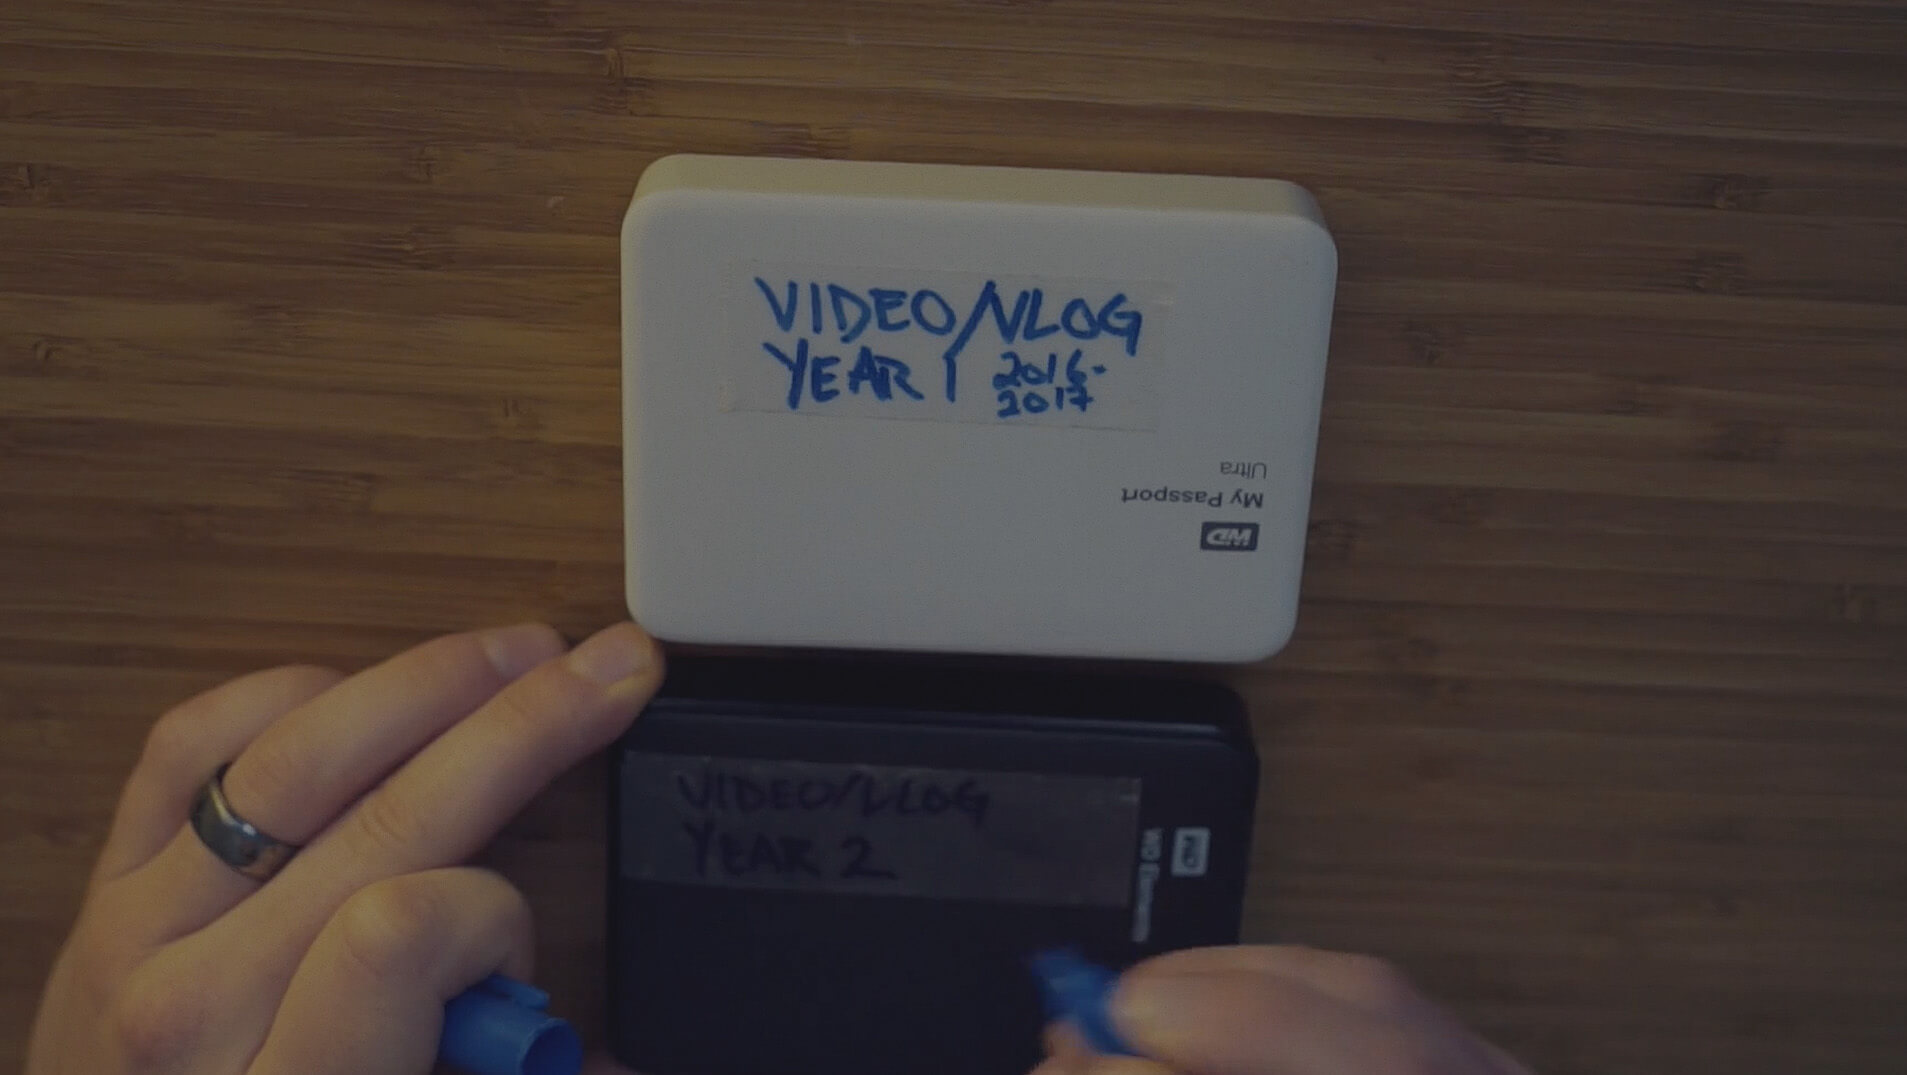 VIDEO/VLOG
YEAR 1 2016-
2017
Ultra
My Passport
WD
VIDEO/VLOG
YEAR 2
WD
WD Elements